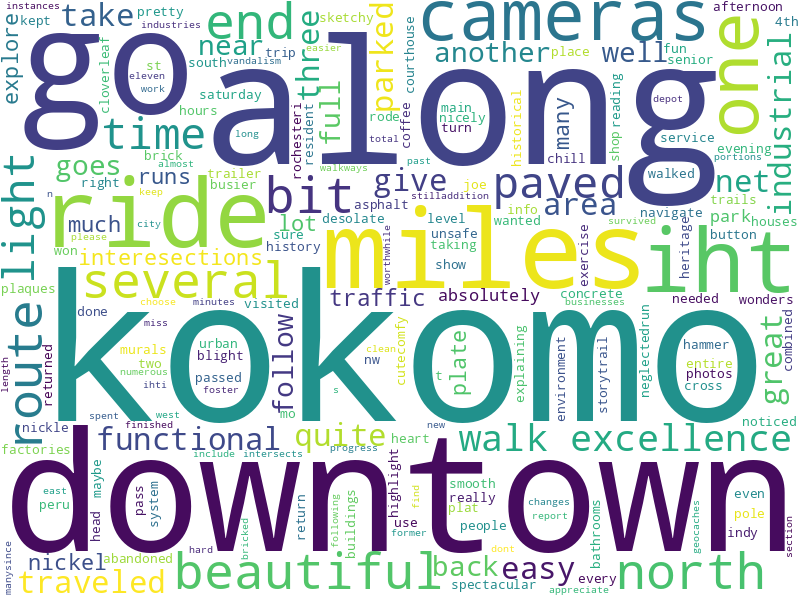 instances
kept
pretty
industries
take
explore
cloverleaf
st
eleven
work
south
vandalism
trip
saturday
hours
near
end
sketchy
three
full
parked
courthouse
cameras
another
place
easier
well
fun
senior
afternoon
4th
one
industrial
go
along
time
goes
runs
brick
right
trailer
busier
long
rochesteri
resident
rode
total
walkways
coffee
main
nicely
turn
past
historical
reading
shop
many
chill
depot
service
walked
evening
portions
trails
park
houses
light
ride
bit
give
paved
area
net
navigate
button
lot
asphalt
desolate
sure
history
level
unsafe
taking
show
stilladdition
joe
info
wanted
exercise
heritage
survived
n
keep
city
please
won
much
interesections
several
miles
iht
worthwhile
plaques
done
visited
traffic
absolutely
concrete
businesses
needed
wonders
route
returned
length
miss
choose
minutes
urban
blight
murals
two
numerous
ihti
passed
foster
mo
follow
kokomo
nw
cutecomfy
clean
t
s
plate
explaining
environment
storytrail
neglectedrun
hammer
entire
photos
cross
great
combined
noticed
nickle
factories
spent
west
finished
functional
quite
heart
include
intersects
progress
new
walk
excellence
downtown
east
peru
maybe
head
pass
system
bricked
return
following
buildings
highlight
former
use
find
smooth
really
plat
people
dont
changes
report
bathrooms
geocaches
even
pole
indy
section
manysince
nickel
abandoned
hard
traveled
beautiful
back
easy
spectacular
every
appreciate
north